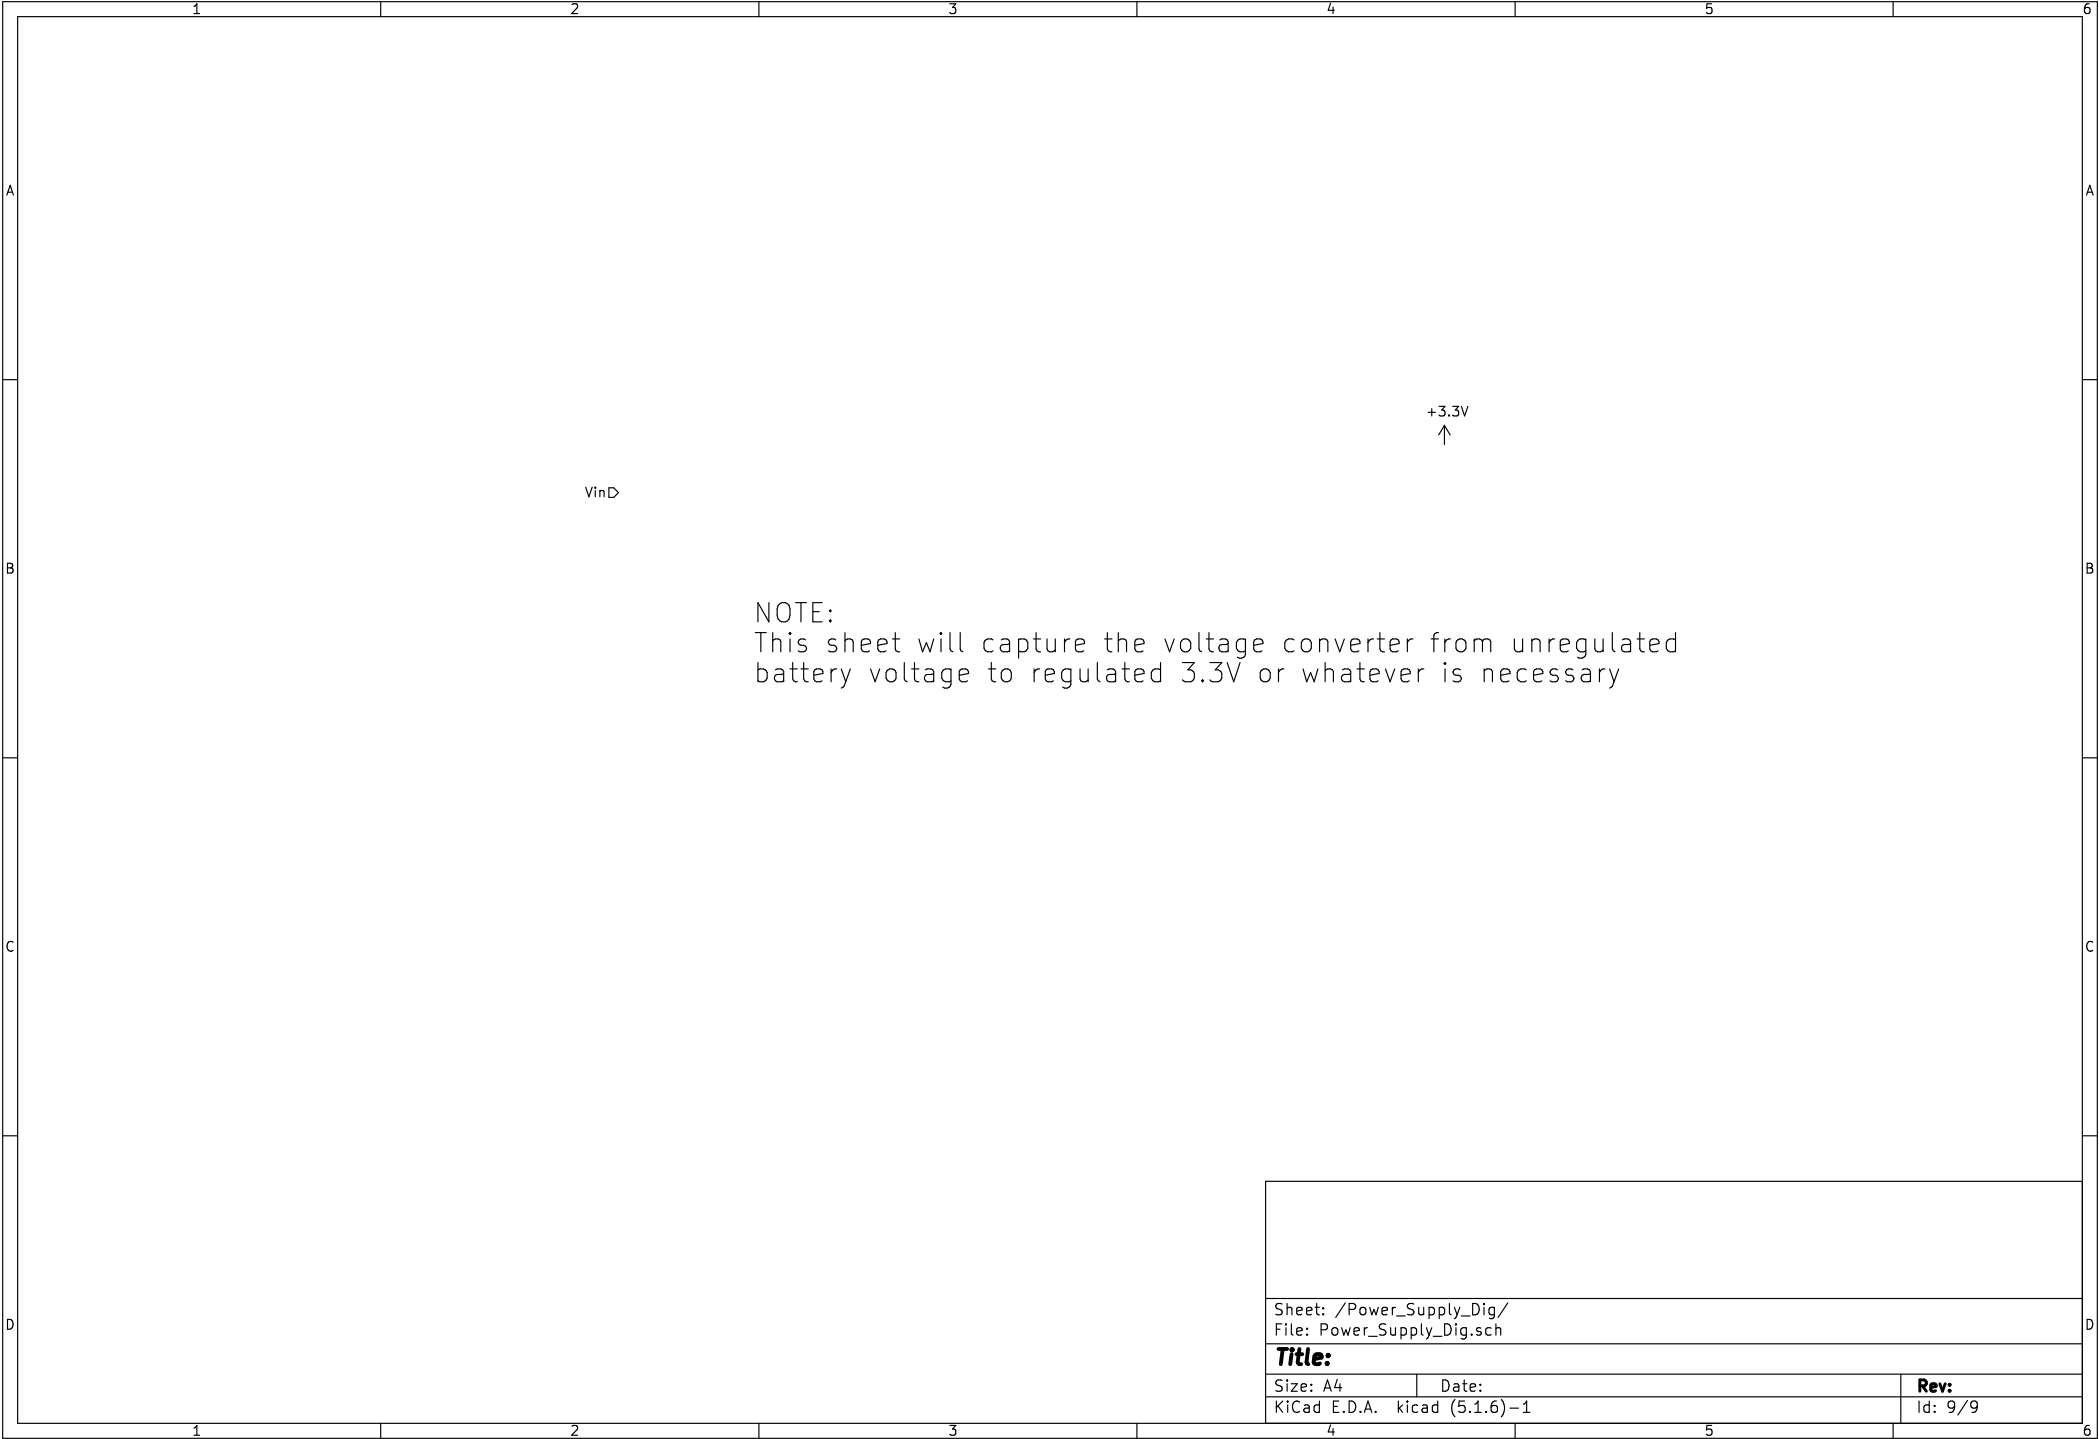 1 2 3 4 5 6
A A
+3.3V
Vin
B B
NOTE:
This sheet will capture the voltage converter from unregulated
battery voltage to regulated 3.3V or whatever is necessary
C C
Sheet: /Power_Supply_Dig/
D D
File: Power_Supply_Dig.sch
Title:
Size: A4 Date: Rev:
KiCad E.D.A. kicad (5.1.6)-1 Id: 9/9
1 2 3 4 5 6